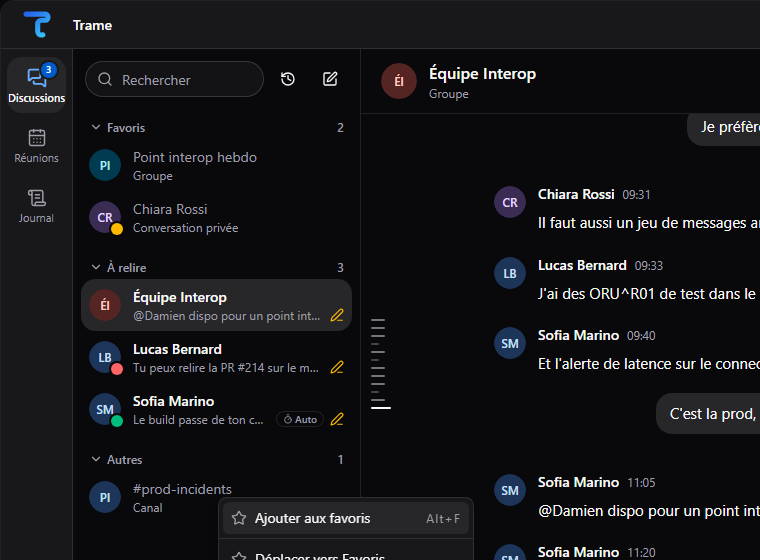 Trame
3
Discussions
Réunions
Journal
Rechercher
Favoris 2
PI
Point interop hebdo
Groupe
CR
Chiara Rossi
Conversation privée
À relire 3
ÉI
Équipe Interop
@Damien dispo pour un point int...
LB
Lucas Bernard
Tu peux relire la PR #214 sur le m...
SM
Sofia Marino
Le build passe de ton c... Auto
Autres 1
PI
#prod-incidents
Canal
Ajouter aux favoris Alt+F
Déplacer vers Favoris
ÉI
Équipe Interop
Groupe
Je préfèr
CR
Chiara Rossi 09:31
Il faut aussi un jeu de messages
LB
Lucas Bernard 09:33
J'ai des ORU^R01 de test dans le
SM
Sofia Marino 09:40
Et l'alerte de latence sur le connec
C'est la prod,
SM
Sofia Marino 11:05
@Damien dispo pour un point int
SM
Sofia Marino 11:20